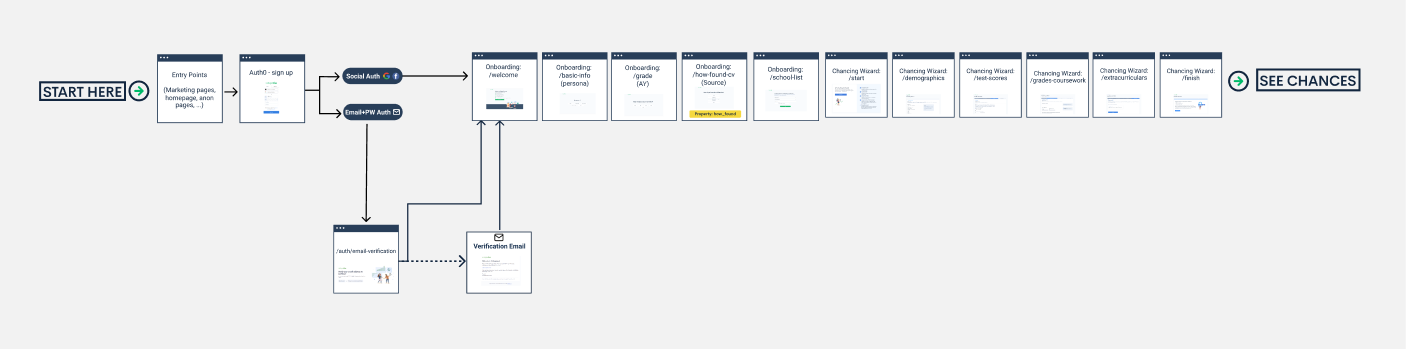 START HERE
Entry Points
(Marketing pages,
homepage, anon
pages, ...)
Auth0 - sign up
Social Auth
Email+PW Auth
/auth/email-verification
Verification Email
Onboarding:
/welcome
Onboarding:
/basic-info
(persona)
Onboarding:
/grade
(AY)
Onboarding:
/how-found-cv
(Source)
Property: how_found
Onboarding:
/school-list
Chancing Wizard:
/start
Chancing Wizard:
/demographics
Chancing Wizard:
/test-scores
Chancing Wizard:
/grades-coursework
Chancing Wizard:
/extracurriculars
Chancing Wizard:
/finish
SEE CHANCES